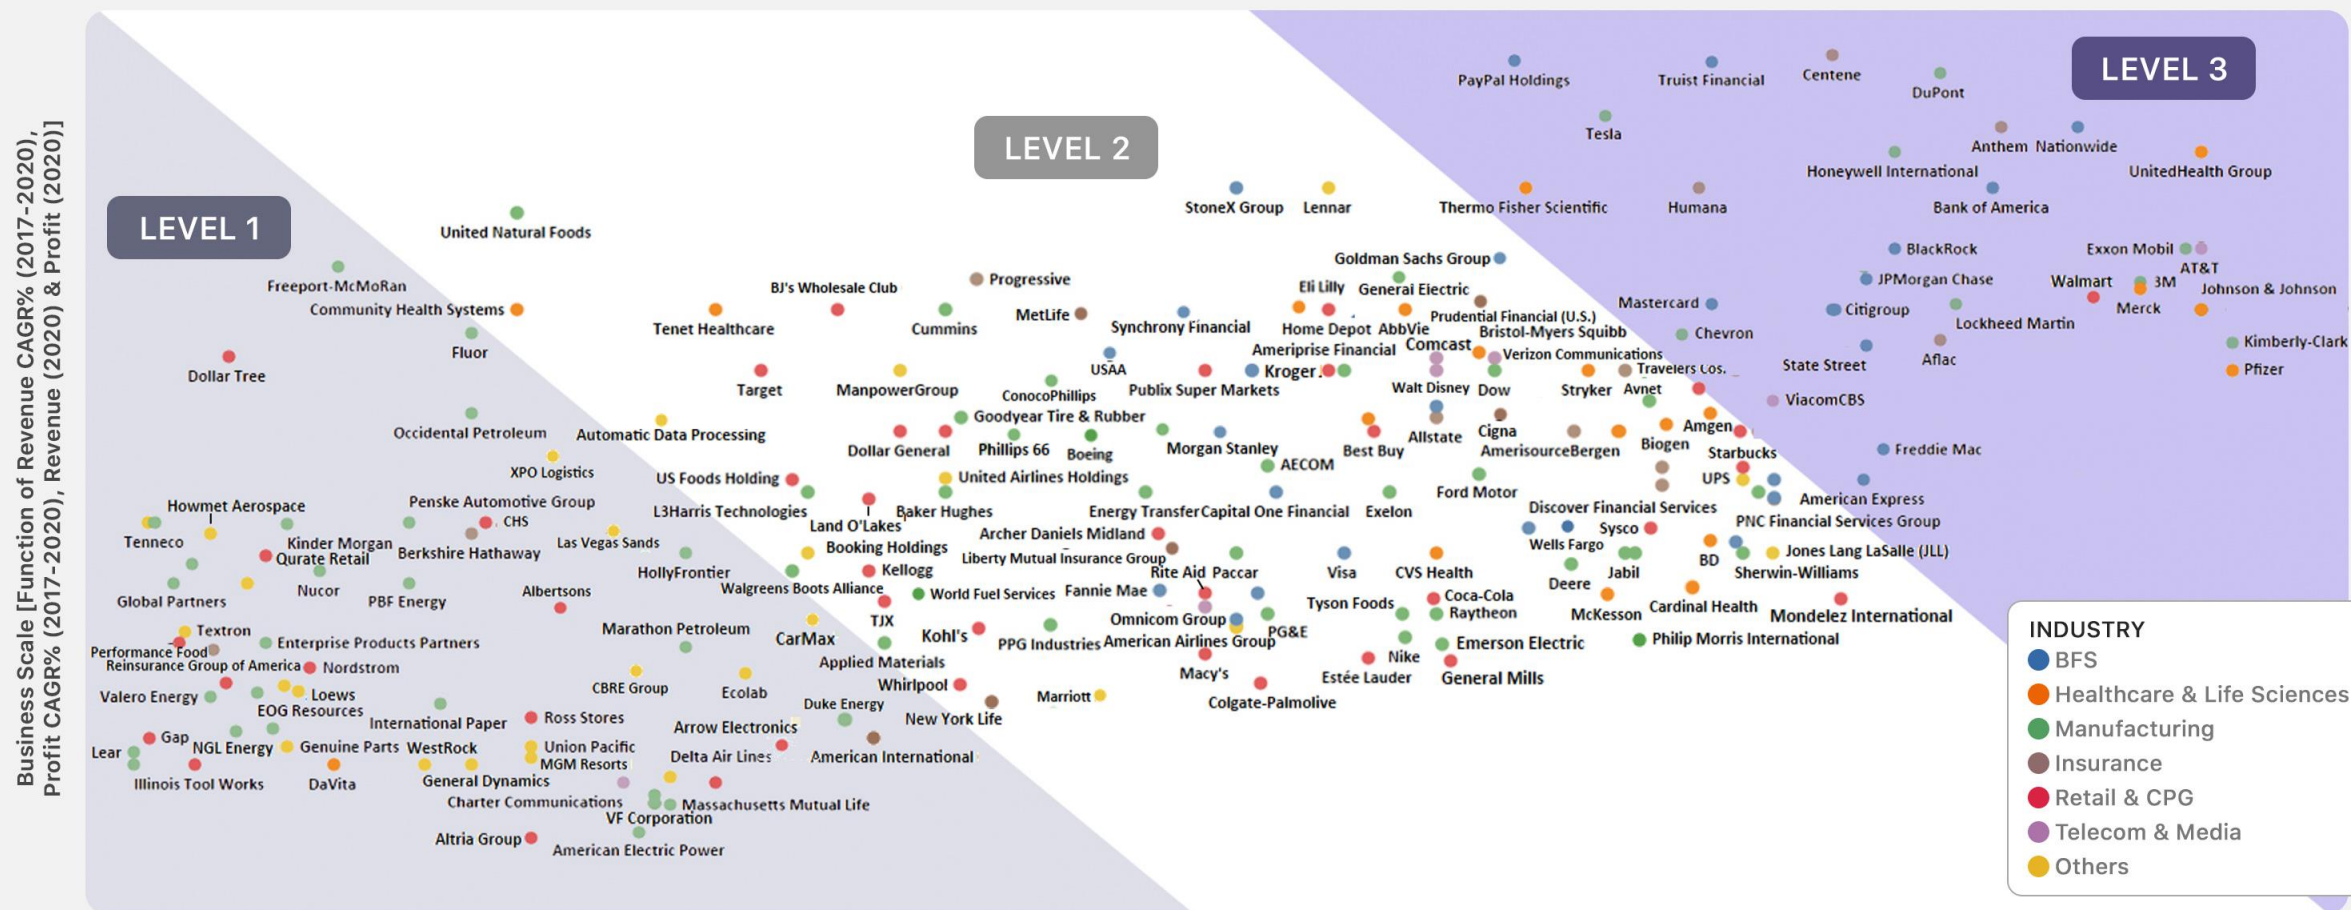 Business Scale [Function of Revenue CAGR% (2017-2020),
Profit CAGR% (2017-2020), Revenue (2020) & Profit (2020)]
LEVEL 1
LEVEL 2
LEVEL 3
PayPal Holdings
Truist Financial
Centene
DuPont
Tesla
Anthem
Nationwide
Honeywell International
UnitedHealth Group
StoneX Group
Lennar
Thermo Fisher Scientific
Humana
Bank of America
United Natural Foods
BlackRock
Exxon Mobil
AT&T
Goldman Sachs Group
Freeport-McMoRan
Progressive
JPMorgan Chase
Walmart
3M
Johnson & Johnson
BJ's Wholesale Club
Eli Lilly
General Electric
Community Health Systems
Mastercard
Citigroup
Merck
MetLife
Prudential Financial (U.S.)
Tenet Healthcare
Cummins
Synchrony Financial
Home Depot
AbbVie
Bristol-Myers Squibb
Chevron
Lockheed Martin
Kimberly-Clark
Fluor
Ameriprise Financial
Comcast
Verizon Communications
State Street
Aflac
Dollar Tree
USAA
Kroger
Travelers Cos.
Pfizer
Target
ManpowerGroup
ConocoPhillips
Publix Super Markets
Walt Disney
Dow
Stryker
Avnet
ViacomCBS
Occidental Petroleum
Automatic Data Processing
Goodyear Tire & Rubber
Amgen
Dollar General
Phillips 66
Boeing
Morgan Stanley
Best Buy
Allstate
Cigna
AmerisourceBergen
Biogen
Starbucks
Freddie Mac
XPO Logistics
AECOM
US Foods Holding
United Airlines Holdings
UPS
Ford Motor
American Express
Howmet Aerospace
Penske Automotive Group
L3Harris Technologies
Land O'Lakes
Baker Hughes
Energy Transfer
Capital One Financial
Exelon
Discover Financial Services
PNC Financial Services Group
CHS
Tenneco
Kinder Morgan
Berkshire Hathaway
Las Vegas Sands
Archer Daniels Midland
Sysco
Qurate Retail
Booking Holdings
Liberty Mutual Insurance Group
Wells Fargo
BD
Jones Lang LaSalle (JLL)
HollyFrontier
Kellogg
Rite Aid
Paccar
Visa
CVS Health
Deere
Jabil
Sherwin-Williams
Global Partners
Nucor
PBF Energy
Albertsons
Walgreens Boots Alliance
World Fuel Services
Fannie Mae
Tyson Foods
Coca-Cola
Raytheon
McKesson
Cardinal Health
Mondelez International
Textron
Enterprise Products Partners
Marathon Petroleum
CarMax
TJX
Kohl's
PPG Industries
Omnicom Group
American Airlines Group
PG&E
Emerson Electric
Philip Morris International
Performance Food
Reinsurance Group of America
Nordstrom
Applied Materials
Nike
Macy's
Estée Lauder
General Mills
Valero Energy
Loews
EOG Resources
CBRE Group
Ecolab
Whirlpool
Marriott
Colgate-Palmolive
International Paper
Ross Stores
Duke Energy
New York Life
Arrow Electronics
Lear
Gap
NGL Energy
Genuine Parts
WestRock
Union Pacific
MGM Resorts
Delta Air Lines
American International
Illinois Tool Works
DaVita
General Dynamics
Charter Communications
Massachusetts Mutual Life
VF Corporation
Altria Group
American Electric Power
INDUSTRY
BFS
Healthcare & Life Sciences
Manufacturing
Insurance
Retail & CPG
Telecom & Media
Others